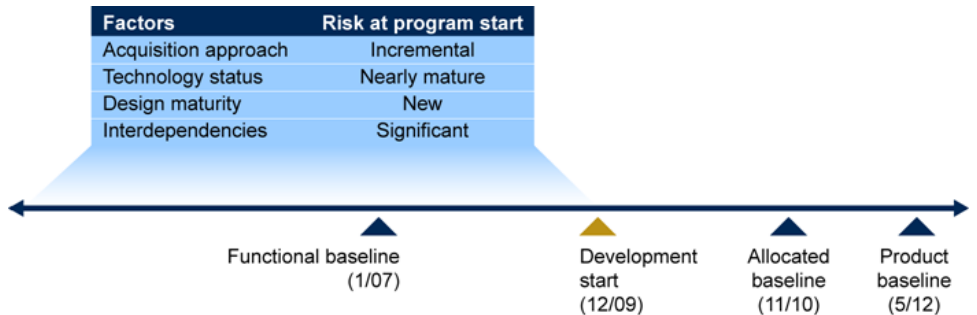 Factors Risk at program start
Acquisition approach Incremental
Technology status Nearly mature
Design maturity New
Interdependencies Significant
Functional baseline
(1/07)
Development
start
(12/09)
Allocated
baseline
(11/10)
Product
baseline
(5/12)